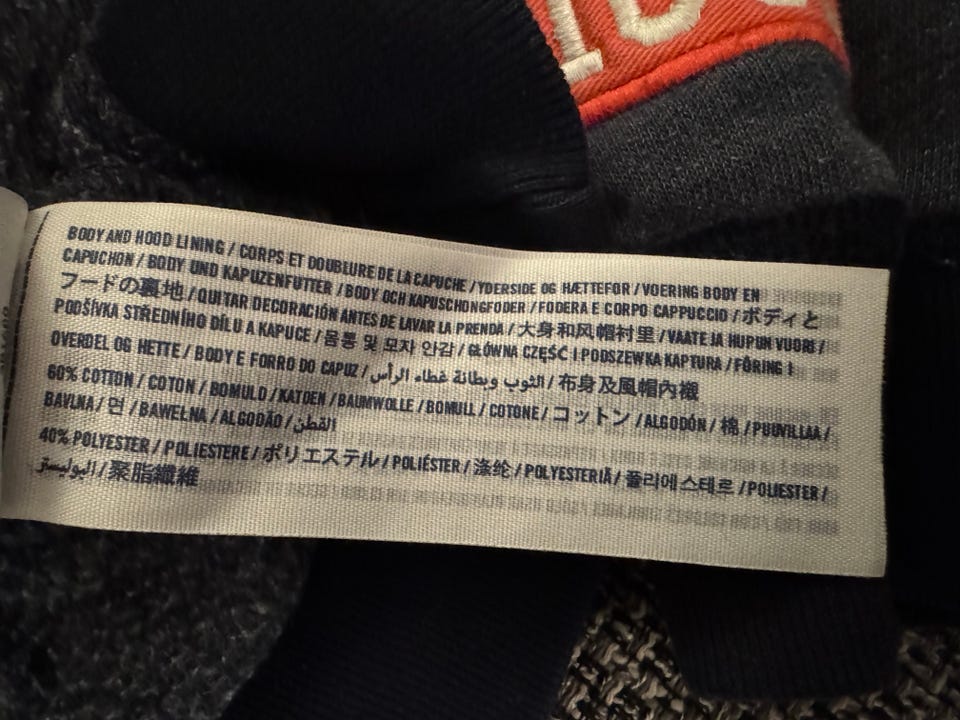 BODY AND HOOD LINING / CORPS ET DOUBLURE DE LA CAPUCHE / YDERSIDE OG HÆTTEFOR / VOERING BODY EN
CAPUCHON / BODY UND KAPUZENFUTTER / BODY OCH KAPUSCHONGFODER / FODERA E CORPO CAPPUCCIO / ボディと
フードの裏地 / QUITAR DECORACIÓN ANTES DE LAVAR LA PRENDA / 大身和风帽衬里 / VAATE JA HUPUN VUORI /
PODŠÍVKA STŘEDNÍHO DÍLU A KAPUCE / 몸통 및 모자 안감 / GŁÓWNA CZĘŚĆ I PODSZEWKA KAPTURA / FÔRING I
OVERDEL OG HETTE / BODY E FORRO DO CAPUZ / الثوب وبطانة غطاء الرأس / 布身及風帽內襯
60% COTTON / COTON / BOMULD / KATOEN / BAUMWOLLE / BOMULL / COTONE / コットン / ALGODÓN / 棉 / PUUVILLAA /
BAVLNA / 면 / BAWEŁNA / ALGODÃO / القطن
40% POLYESTER / POLIESTERE / ポリエステル / POLIÉSTER / 涤纶 / POLYESTERIÄ / 폴리에스테르 / POLIESTER /
البوليستر / 聚脂纖維